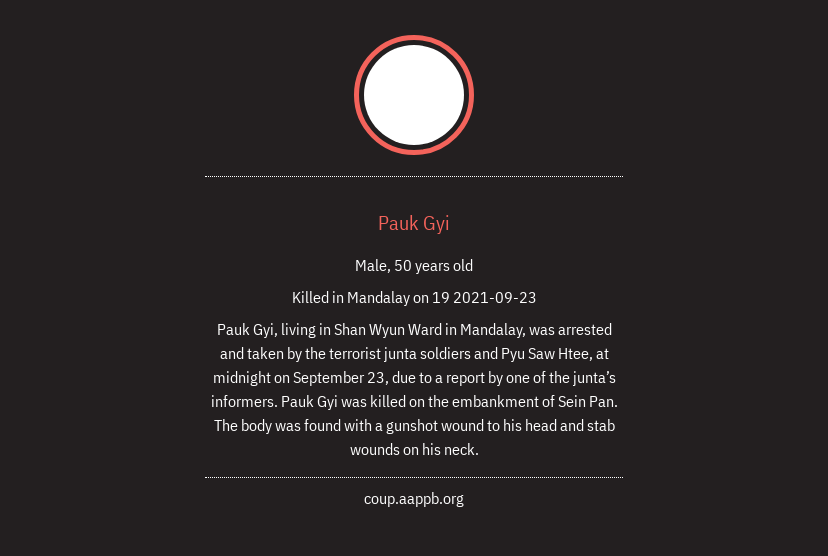 Pauk Gyi
Male, 50 years old
Killed in Mandalay on 19 2021-09-23
Pauk Gyi, living in Shan Wyun Ward in Mandalay, was arrested
and taken by the terrorist junta soldiers and Pyu Saw Htee, at
midnight on September 23, due to a report by one of the junta’s
informers. Pauk Gyi was killed on the embankment of Sein Pan.
The body was found with a gunshot wound to his head and stab
wounds on his neck.
coup.aappb.org